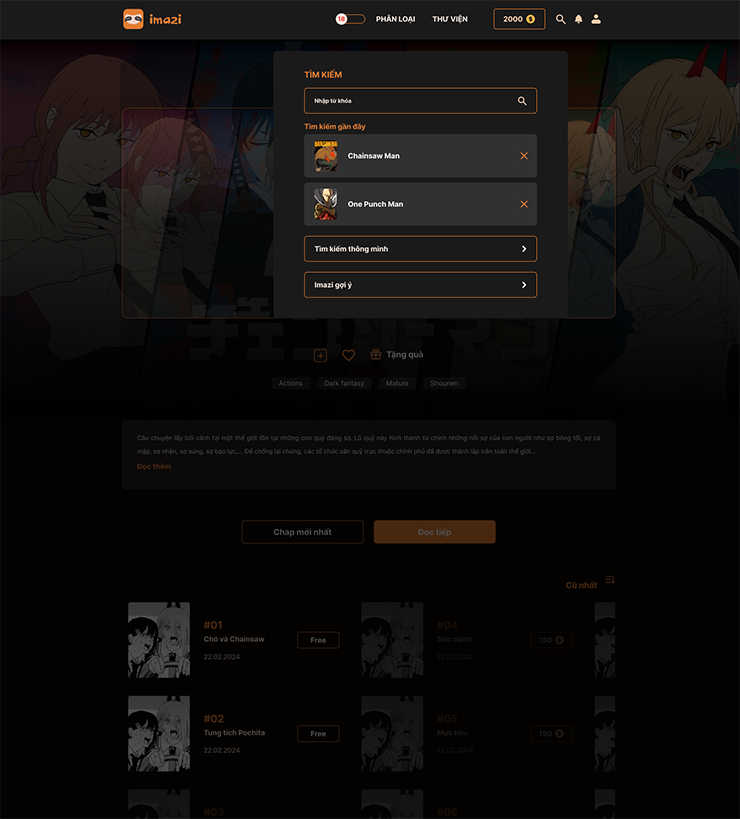 imazi
18
PHÂN LOẠI
THƯ VIỆN
2000 $
TÌM KIẾM
Nhập từ khóa
Tìm kiếm gần đây
Chainsaw Man
One Punch Man
Tìm kiếm thông minh
Imazi gợi ý
Tặng quà
Actions
Dark fantasy
Mature
Shounen
Câu chuyện lấy bối cảnh tại một thế giới tồn tại những con quỷ đáng sợ. Lũ quỷ này hình thành từ chính những nỗi sợ của con người như sợ bóng tối, sợ cá
mập, sợ nhện, sợ súng, sợ bạo lực,... Để chống lại chúng, các tổ chức săn quỷ trực thuộc chính phủ đã được thành lập trên toàn thế giới...
Đọc thêm
Chap mới nhất
Đọc tiếp
Cũ nhất
#01
Chó và Chainsaw
22.02.2024
Free
#04
Sức mạnh
22.02.2024
150 $
#02
Tung tích Pochita
22.02.2024
Free
#05
Mục tiêu
22.02.2024
150 $
#03
#06